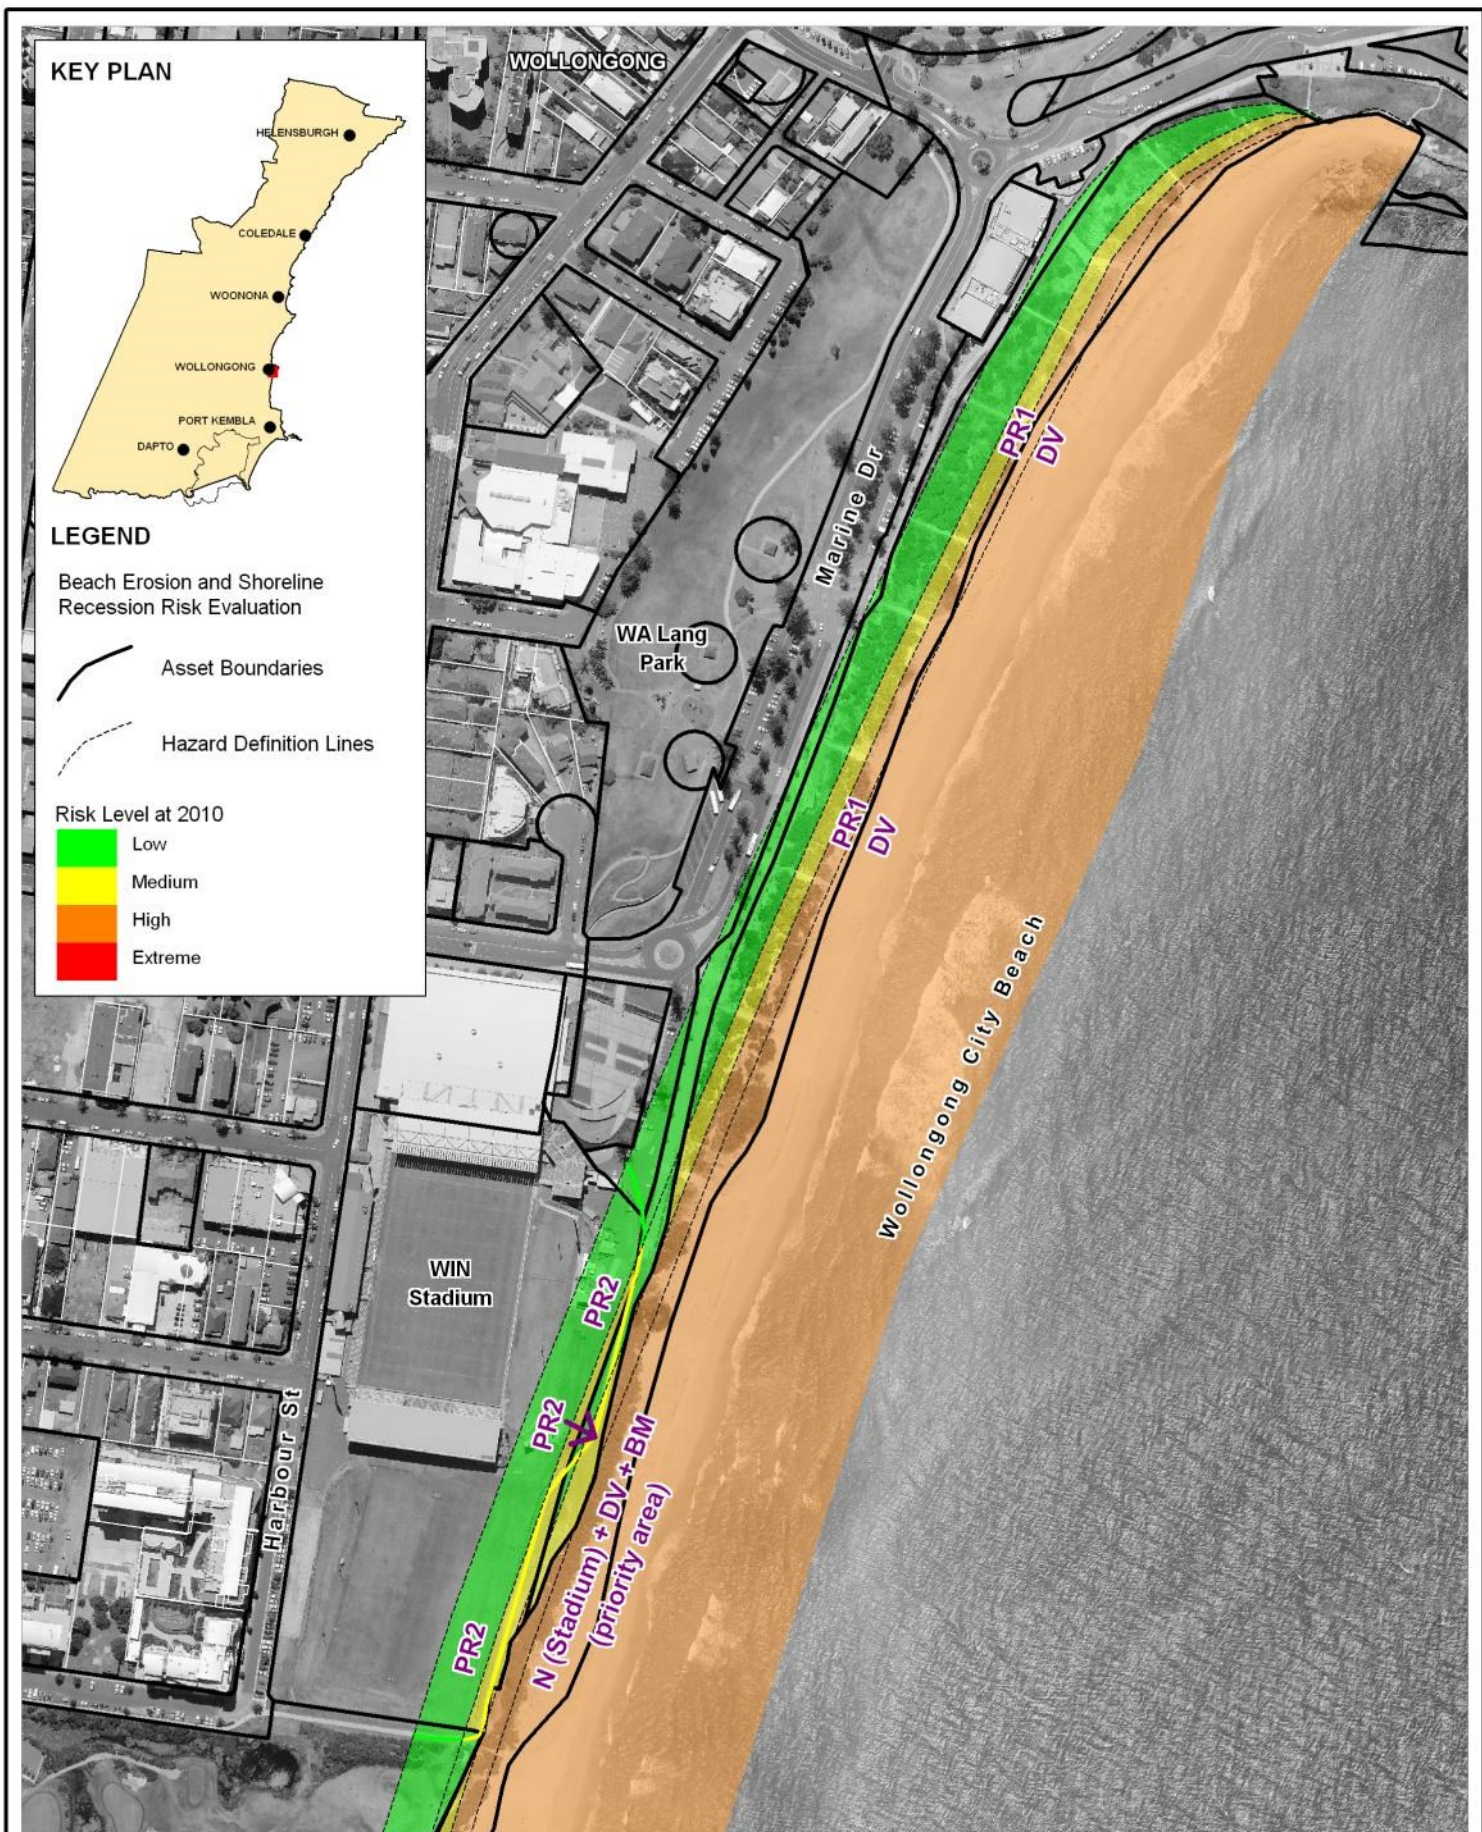 KEY PLAN
HELENSBURGH
COLEDALE
WOONONA
WOLLONGONG
PORT KEMBLA
DAPTO
LEGEND
Beach Erosion and Shoreline
Recession Risk Evaluation
Asset Boundaries
Hazard Definition Lines
Risk Level at 2010
Low
Medium
High
Extreme
WOLLONGONG
Marine Dr
WA Lang
Park
PR1
DV
PR1
DV
Wollongong City Beach
WIN
Stadium
Harbour St
PR2
PR2
PR2
N (Stadium) + DV + BM
(priority area)